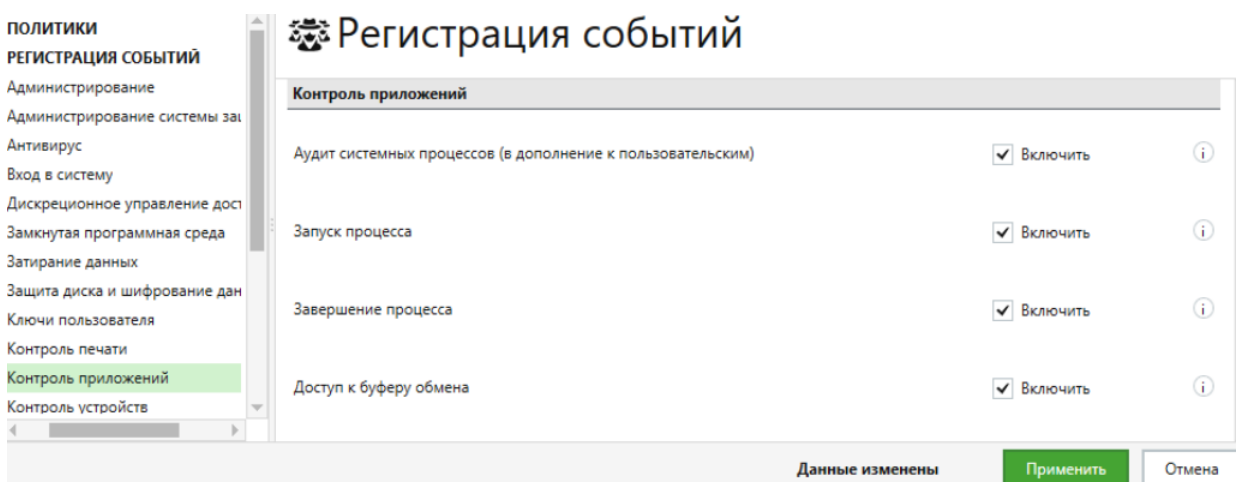 ПОЛИТИКИ
РЕГИСТРАЦИЯ СОБЫТИЙ
Администрирование
Администрирование системы за
Антивирус
Вход в систему
Дискреционное управление дос
Замкнутая программная среда
Затирание данных
Защита диска и шифрование дан
Ключи пользователя
Контроль печати
Контроль приложений
Контроль устройств
Регистрация событий
Контроль приложений
Аудит системных процессов (в дополнение к пользовательским)
Включить
Запуск процесса
Включить
Завершение процесса
Включить
Доступ к буферу обмена
Включить
Данные изменены
Применить
Отмена